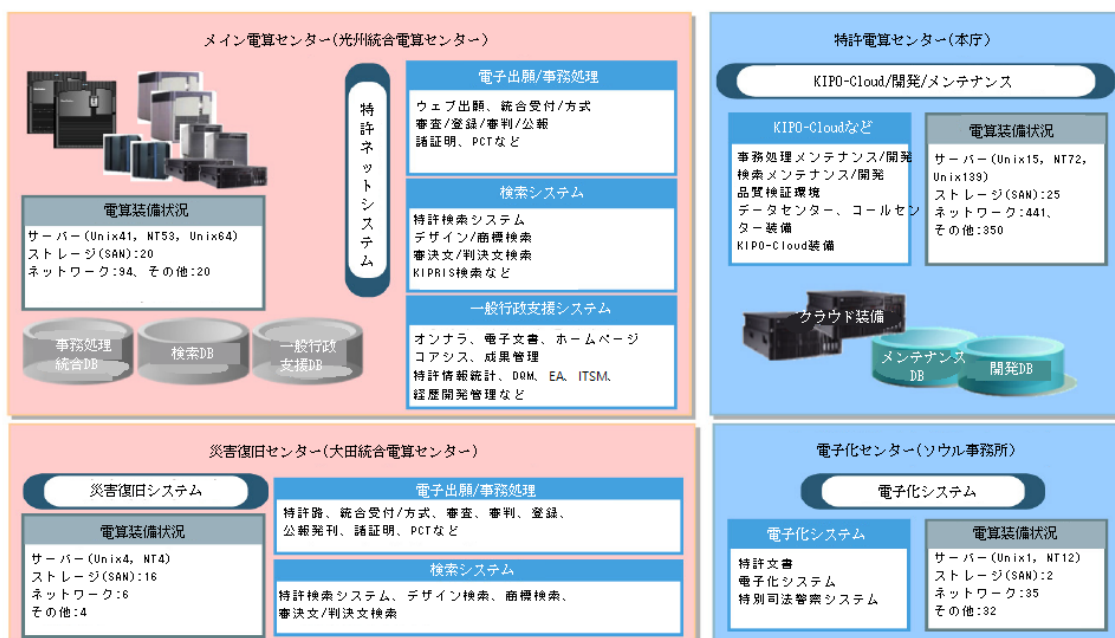 メイン電算センター(光州統合電算センター)
特許ネットシステム
電子出願/事務処理
ウェブ出願、統合受付/方式
審査/登録/審判/公報
諸証明、PCTなど
検索システム
特許検索システム
デザイン/商標検索
審決文/判決文検索
KIPRIS検索など
一般行政支援システム
オンナラ、電子文書、ホームページ
コアシス、成果管理
特許情報統計、DQM、EA、ITSM、
経歴開発管理など
電算装備状況
サーバー(Unix41, NT53, Unix64)
ストレージ(SAN):20
ネットワーク:94、その他:20
事務処理
統合DB
検索DB
一般行政
支援DB
特許電算センター(本庁)
KIPO-Cloud/開発/メンテナンス
KIPO-Cloudなど
事務処理メンテナンス/開発
検索メンテナンス/開発
品質検証環境
データセンター、コールセン
ター装備
KIPO-Cloud装備
電算装備状況
サーバー(Unix15, NT72,
Unix139)
ストレージ(SAN):25
ネットワーク:441、
その他:350
クラウド装備
メンテナンス
DB
開発DB
災害復旧センター(大田統合電算センター)
災害復旧システム
電算装備状況
サーバー(Unix4, NT4)
ストレージ(SAN):16
ネットワーク:6
その他:4
電子出願/事務処理
特許路、統合受付/方式、審査、審判、登録、
公報発刊、諸証明、PCTなど
検索システム
特許検索システム、デザイン検索、商標検索、
審決文/判決文検索
電子化センター(ソウル事務所)
電子化システム
電子化システム
特許文書
電子化システム
特別司法警察システム
電算装備状況
サーバー(Unix1, NT12)
ストレージ(SAN):2
ネットワーク:35
その他:32